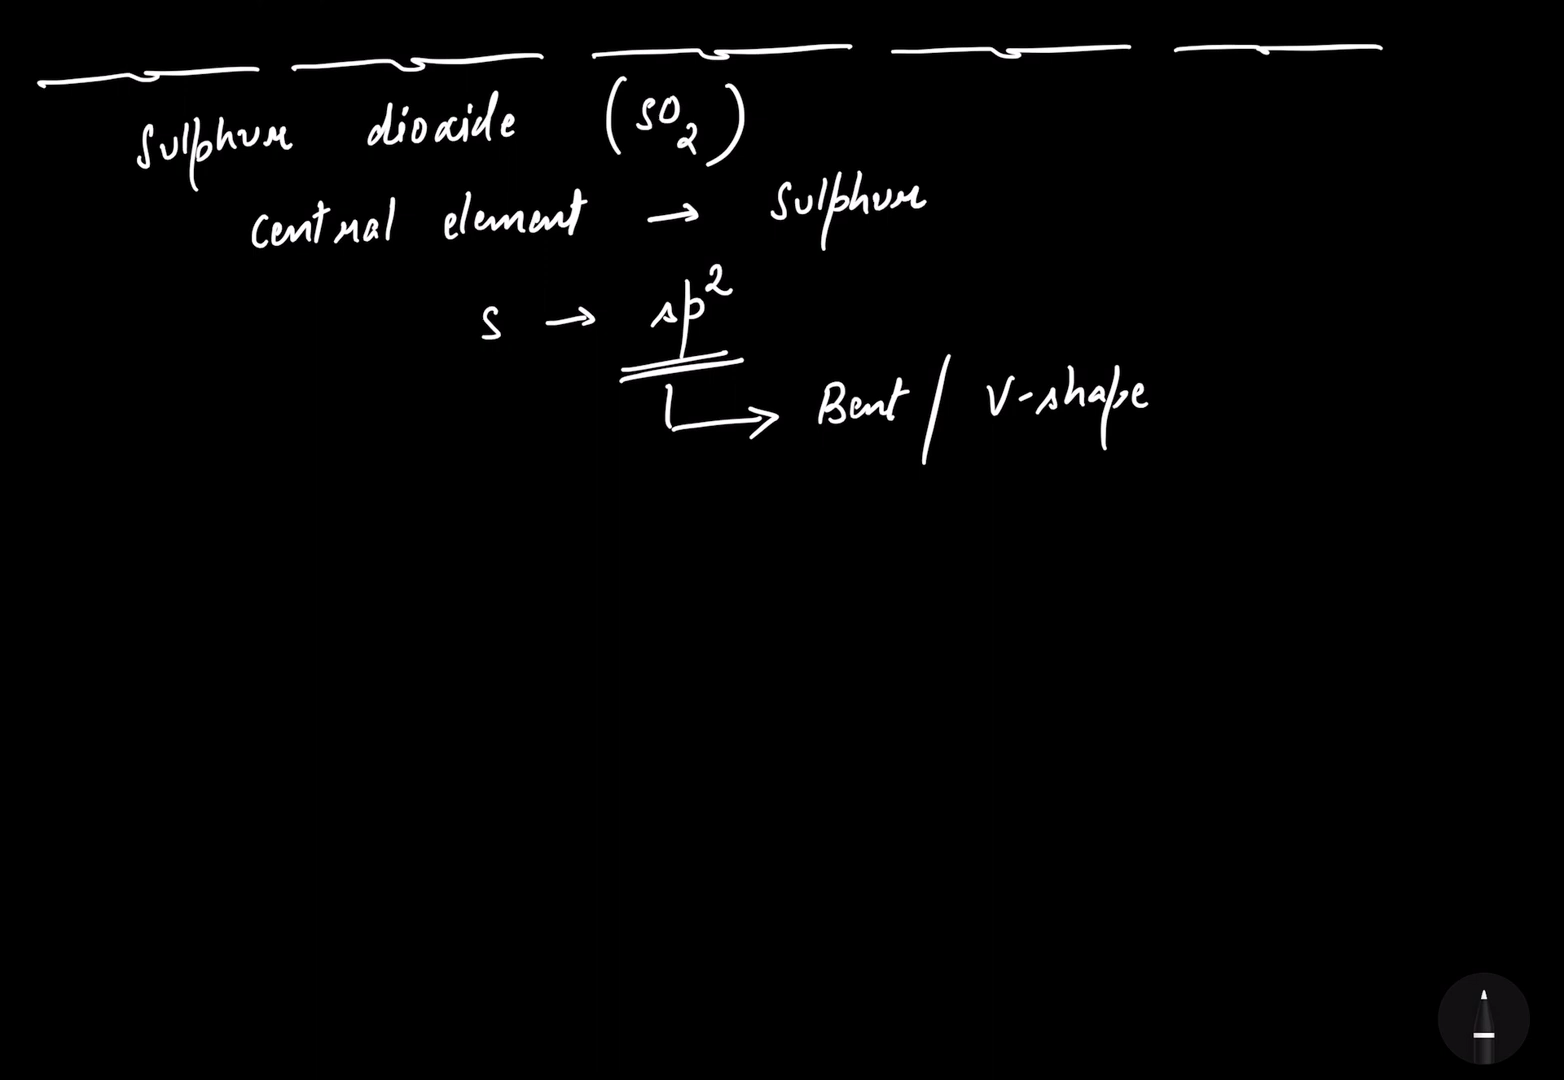 Sulphur dioxide (SO₂)
central element → Sulphur
S → sp²
Bent / V-shape